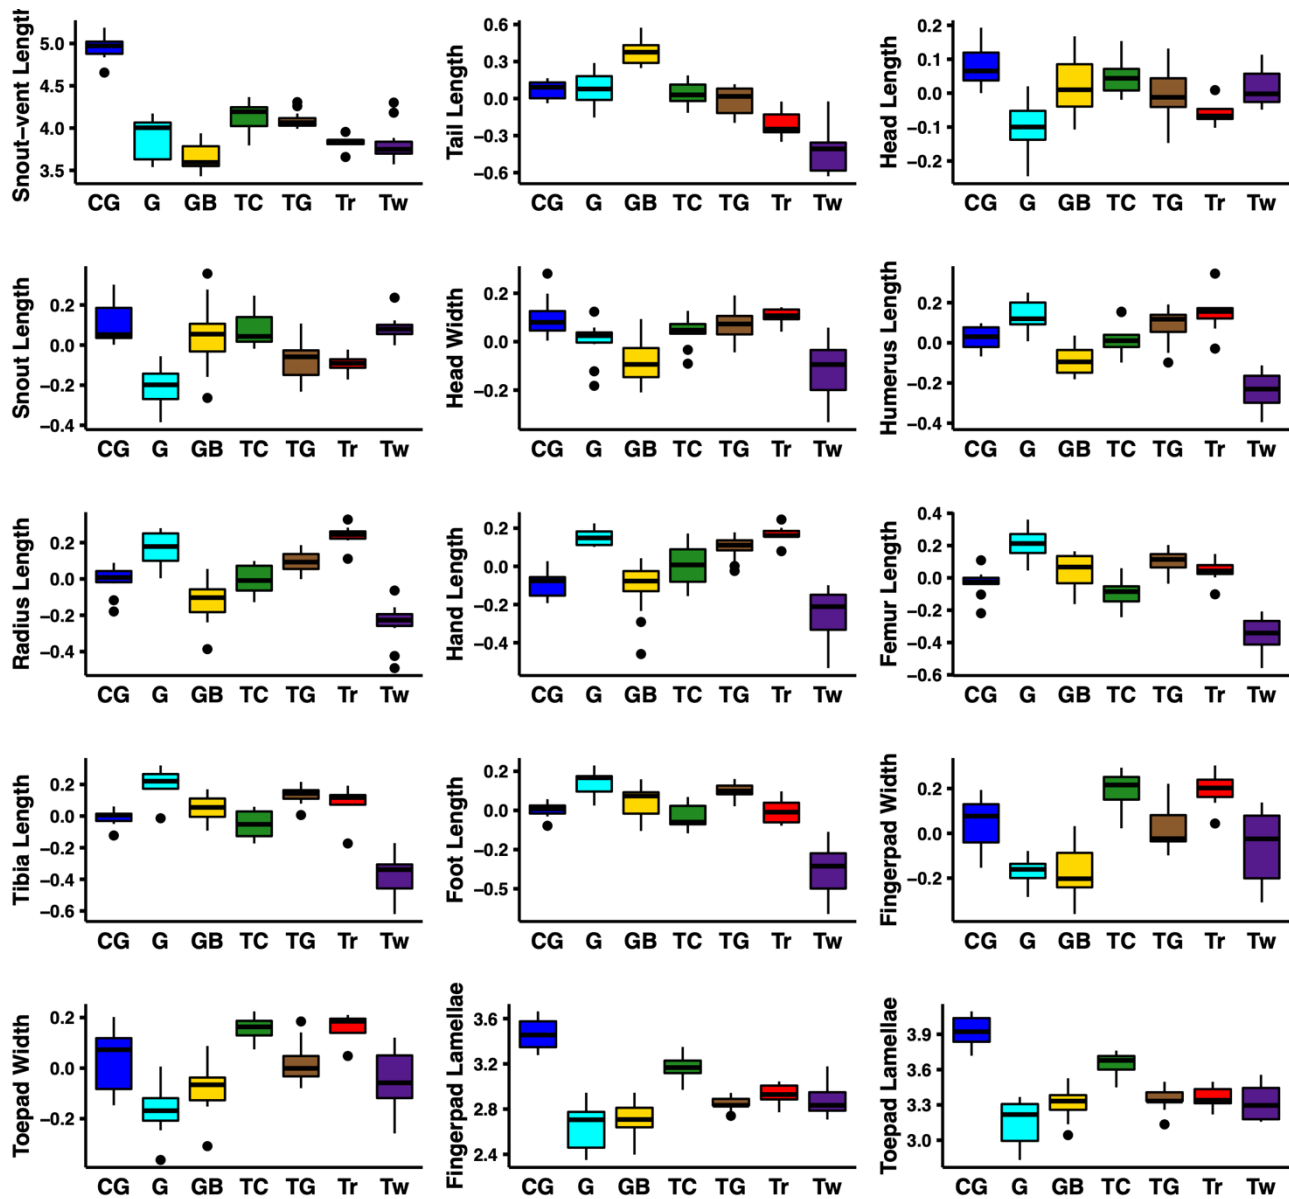 Snout−vent Length
5.0
4.5
4.0
3.5
CG G GB TC TG Tr Tw
Tail Length
0.6
0.3
0.0
−0.3
−0.6
CG G GB TC TG Tr Tw
Head Length
0.2
0.1
0.0
−0.1
−0.2
CG G GB TC TG Tr Tw
Snout Length
0.2
0.0
−0.2
−0.4
CG G GB TC TG Tr Tw
Head Width
0.2
0.0
−0.2
CG G GB TC TG Tr Tw
Humerus Length
0.2
0.0
−0.2
−0.4
CG G GB TC TG Tr Tw
Radius Length
0.2
0.0
−0.2
−0.4
CG G GB TC TG Tr Tw
Hand Length
0.2
0.0
−0.2
−0.4
CG G GB TC TG Tr Tw
Femur Length
0.4
0.2
0.0
−0.2
−0.4
−0.6
CG G GB TC TG Tr Tw
Tibia Length
0.2
0.0
−0.2
−0.4
−0.6
CG G GB TC TG Tr Tw
Foot Length
0.2
0.0
−0.2
−0.5
CG G GB TC TG Tr Tw
Fingerpad Width
0.2
0.0
−0.2
CG G GB TC TG Tr Tw
Toepad Width
0.2
0.0
−0.2
CG G GB TC TG Tr Tw
Fingerpad Lamellae
3.6
3.2
2.8
2.4
CG G GB TC TG Tr Tw
Toepad Lamellae
3.9
3.6
3.3
3.0
CG G GB TC TG Tr Tw